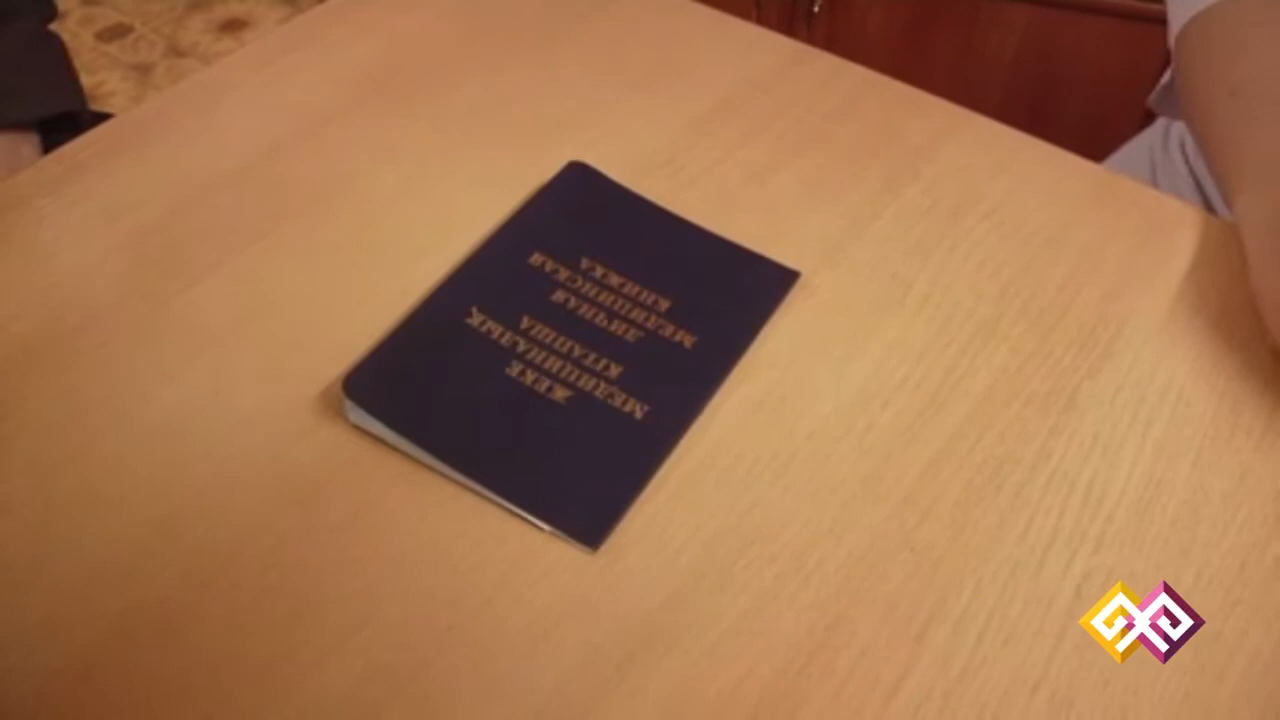 ЖЕКЕ
МЕДИЦИНАЛЫҚ
КІТАПША
ЛИЧНАЯ
МЕДИЦИНСКАЯ
КНИЖКА